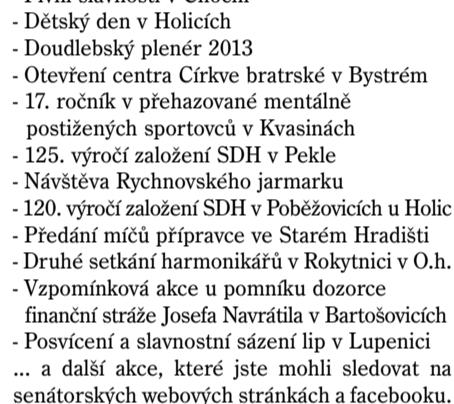 - Dětský den v Holicích
- Doudlebský plenér 2013
- Otevření centra Církve bratrské v Bystrém
- 17. ročník v přehazované mentálně
postižených sportovců v Kvasinách
- 125. výročí založení SDH v Pekle
- Návštěva Rychnovského jarmarku
- 120. výročí založení SDH v Poběžovicích u Holic
- Předání míčů přípravce ve Starém Hradišti
- Druhé setkání harmonikářů v Rokytnici v O.h.
- Vzpomínková akce u pomníku dozorce
finanční stráže Josefa Navrátila v Bartošovicích
- Posvícení a slavnostní sázení lip v Lupenici
... a další akce, které jste mohli sledovat na
senátorských webových stránkách a facebooku.